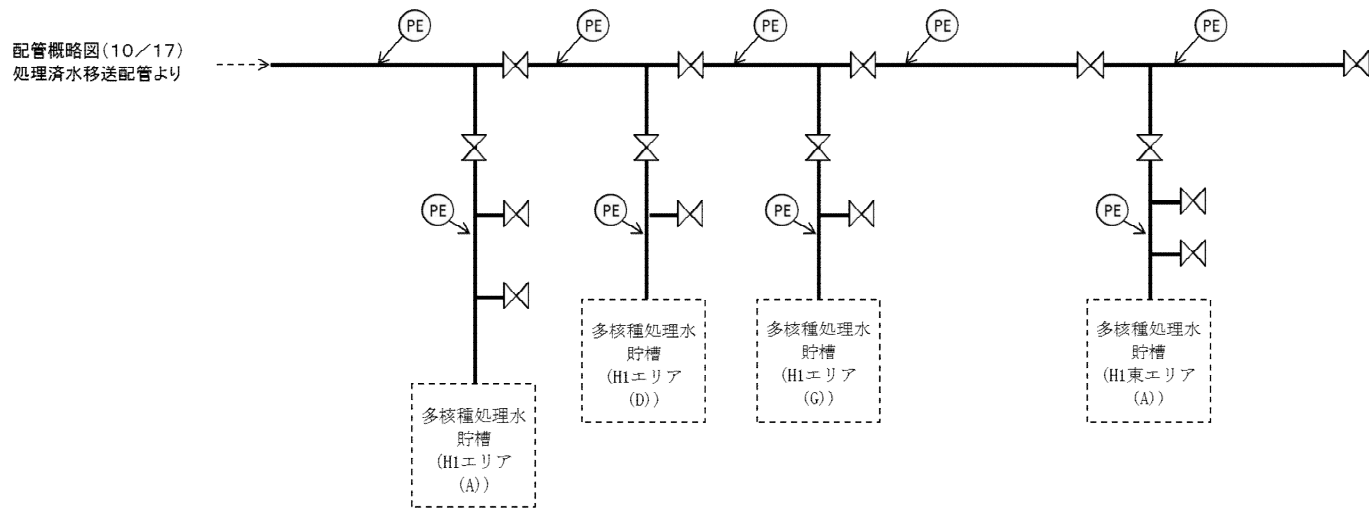 PE
PE
PE
PE
PE
配管概略図(10／17)
処理済水移送配管より
PE
PE
PE
PE
多核種処理水
貯槽
(H1エリア
(D))
多核種処理水
貯槽
(H1エリア
(G))
多核種処理水
貯槽
(H1東エリア
(A))
多核種処理水
貯槽
(H1エリア
(A))